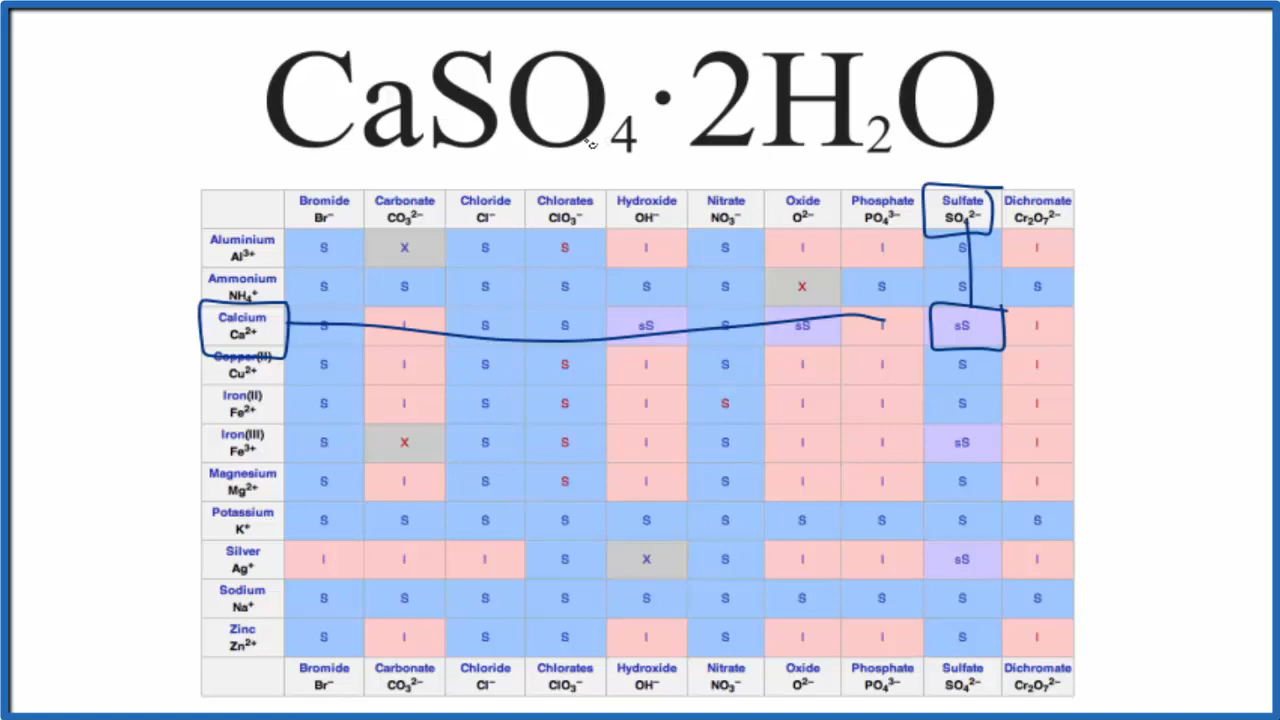 CaSO₄·2H₂O
Bromide Carbonate Chloride Chlorates Hydroxide Nitrate Oxide Phosphate Sulfate Dichromate
Br⁻ CO₃²⁻ Cl⁻ ClO₃⁻ OH⁻ NO₃⁻ O²⁻ PO₄³⁻ SO₄²⁻ Cr₂O₇²⁻
Aluminium
Al³⁺ S X S S I S I I S I
Ammonium
NH₄⁺ S S S S S S X S S S
Calcium
Ca²⁺ S I S S sS S sS I sS I
Copper(II)
Cu²⁺ S I S S I S I I S I
Iron(II)
Fe²⁺ S I S S I S I I S I
Iron(III)
Fe³⁺ S X S S I S I I sS I
Magnesium
Mg²⁺ S I S S I S I I S I
Potassium
K⁺ S S S S S S S S S S
Silver
Ag⁺ I I I S X S I I sS I
Sodium
Na⁺ S S S S S S S S S S
Zinc
Zn²⁺ S I S S I S I I S I
Bromide Carbonate Chloride Chlorates Hydroxide Nitrate Oxide Phosphate Sulfate Dichromate
Br⁻ CO₃²⁻ Cl⁻ ClO₃⁻ OH⁻ NO₃⁻ O²⁻ PO₄³⁻ SO₄²⁻ Cr₂O₇²⁻